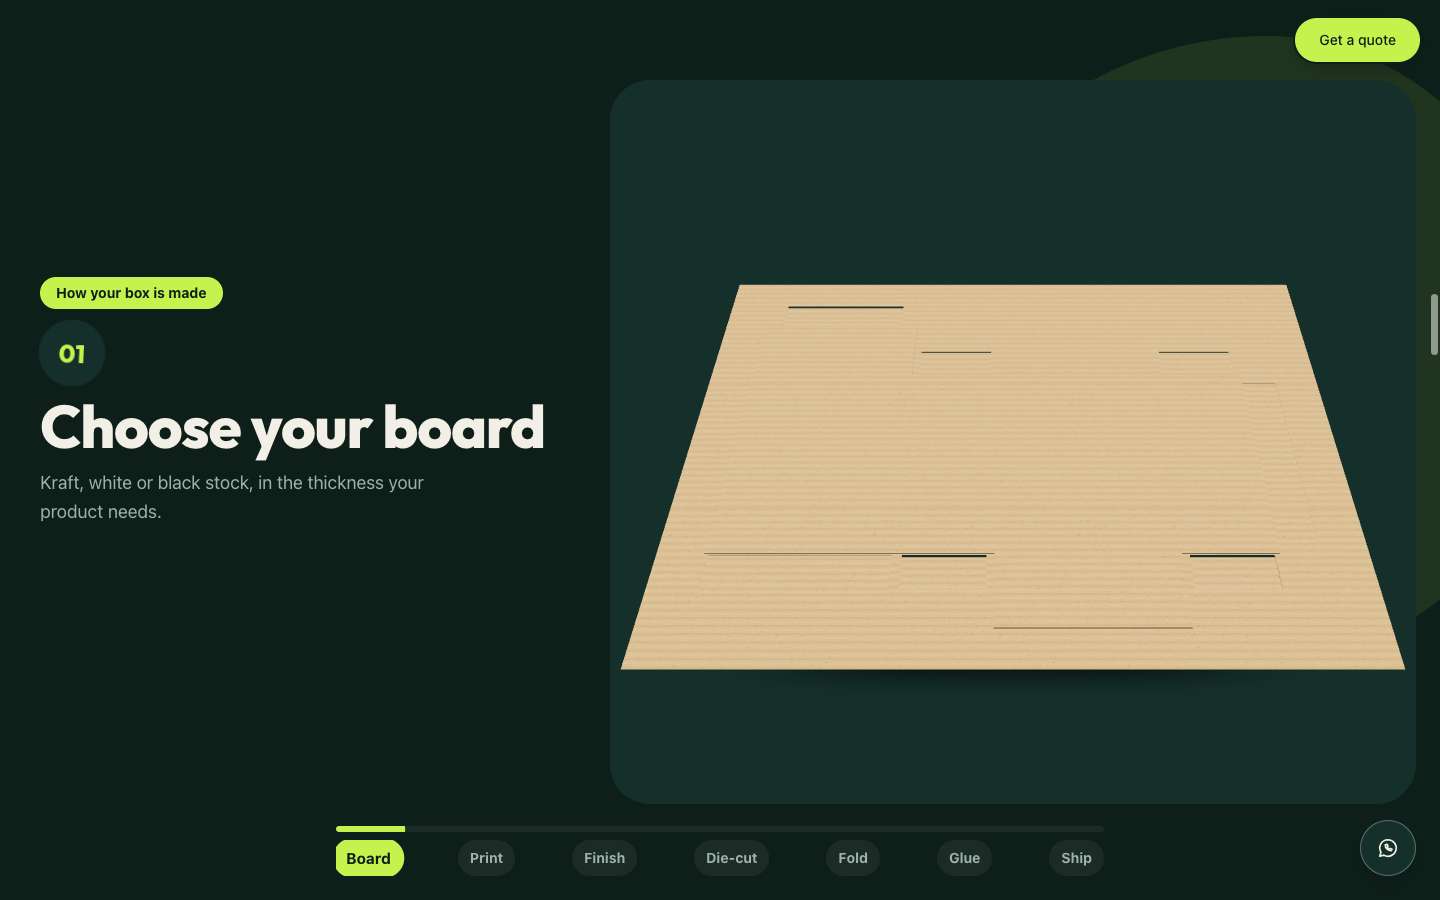 Get a quote
How your box is made
01
Choose your board
Kraft, white or black stock, in the thickness your
product needs.
Board
Print
Finish
Die-cut
Fold
Glue
Ship